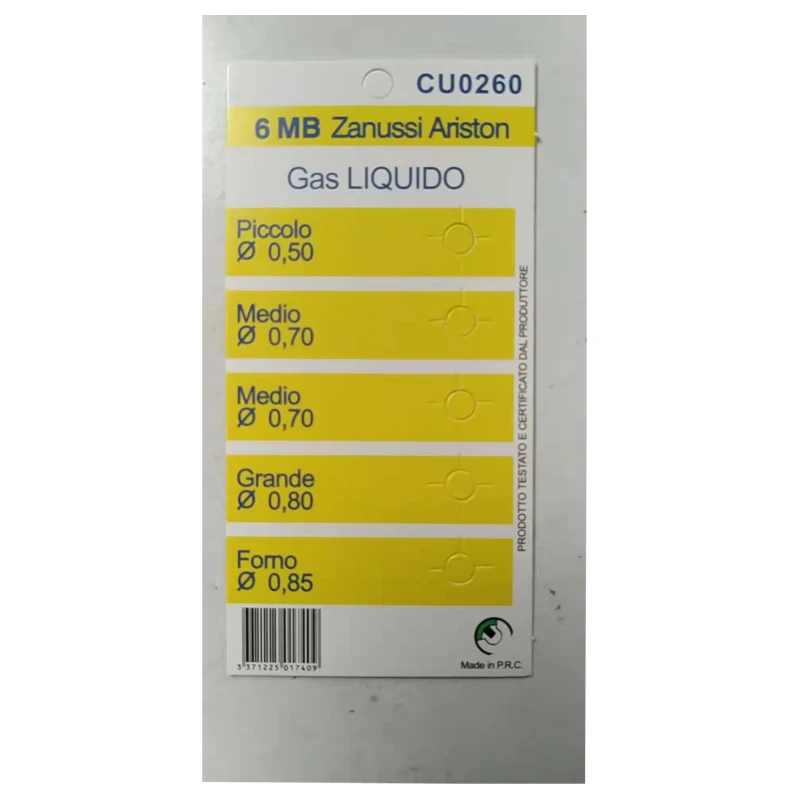 CU0260
6 MB Zanussi Ariston
Gas LIQUIDO
Piccolo
Ø 0,50
Medio
Ø 0,70
Medio
Ø 0,70
Grande
Ø 0,80
Forno
Ø 0,85
PRODOTTO TESTATO E CERTIFICATO DAL PRODUTTORE
3 371225 017409
Made in P.R.C.